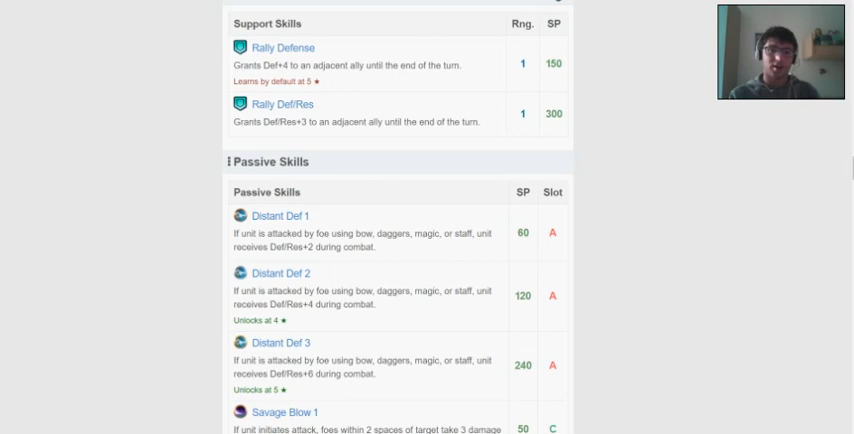 Support Skills Rng. SP
Rally Defense
Grants Def+4 to an adjacent ally until the end of the turn. 1 150
Learns by default at 5 ★
Rally Def/Res
Grants Def/Res+3 to an adjacent ally until the end of the turn. 1 300
Passive Skills
Passive Skills SP Slot
Distant Def 1
If unit is attacked by foe using bow, daggers, magic, or staff, unit 60 A
receives Def/Res+2 during combat.
Distant Def 2
If unit is attacked by foe using bow, daggers, magic, or staff, unit 120 A
receives Def/Res+4 during combat.
Unlocks at 4 ★
Distant Def 3
If unit is attacked by foe using bow, daggers, magic, or staff, unit 240 A
receives Def/Res+6 during combat.
Unlocks at 5 ★
Savage Blow 1
If unit initiates attack, foes within 2 spaces of target take 3 damage 50 C